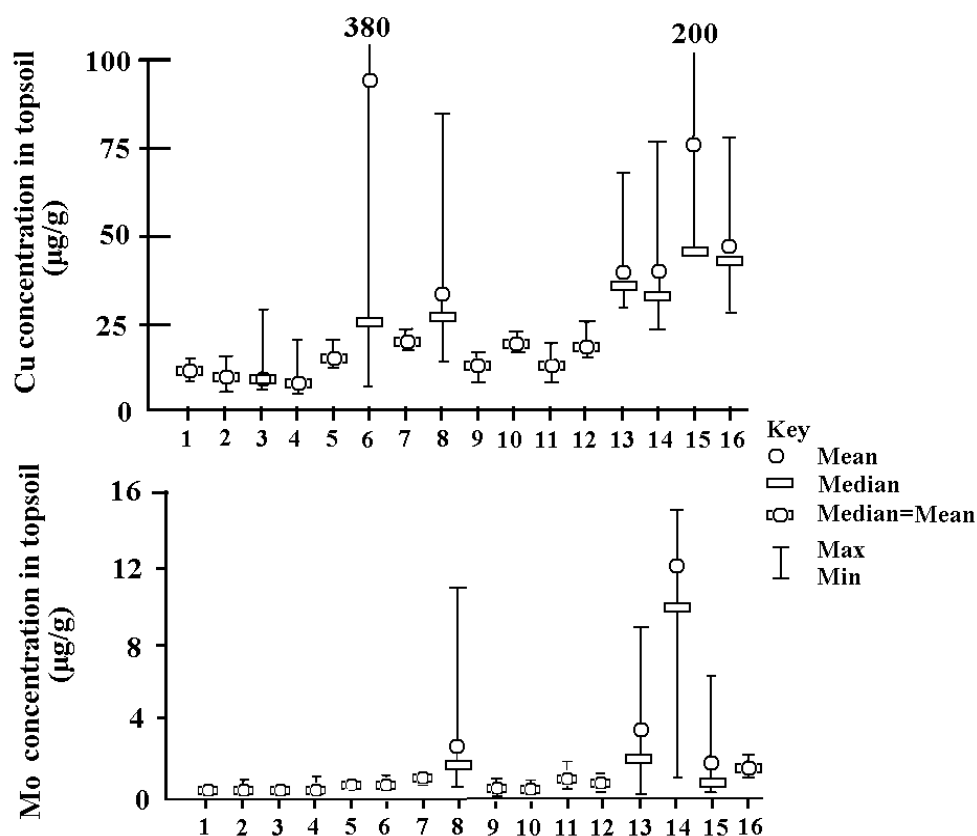 380
200
Cu concentration in topsoil
(µg/g)
100
75
50
25
0
1 2 3 4 5 6 7 8 9 10 11 12 13 14 15 16
Key
Mean
Median
Median=Mean
Max
Min
Mo concentration in topsoil
(µg/g)
16
12
8
4
0
1 2 3 4 5 6 7 8 9 10 11 12 13 14 15 16